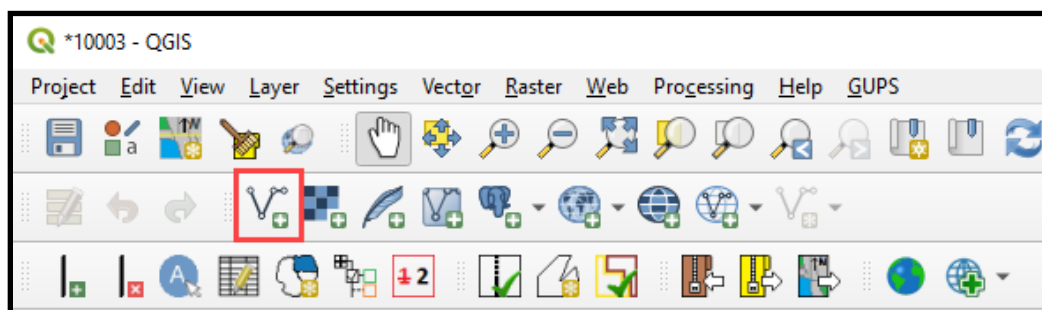 *10003 - QGIS
Project Edit View Layer Settings Vector Raster Web Processing Help GUPS
a
A
1 2